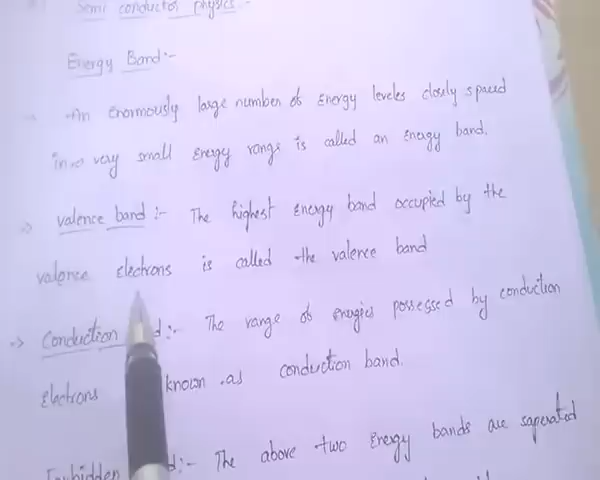 Semi conductor physics:-
Energy Band:-
→ An enormously large number of energy leveles closely spaced
in a very small energy range is called an energy band.
→ valence band :- The highest energy band occupied by the
valence electrons is called the valence band
→ Conduction d:- The range of energies possessed by conduction
electrons known as conduction band.
Forbidden d:- The above two energy bands are saperated